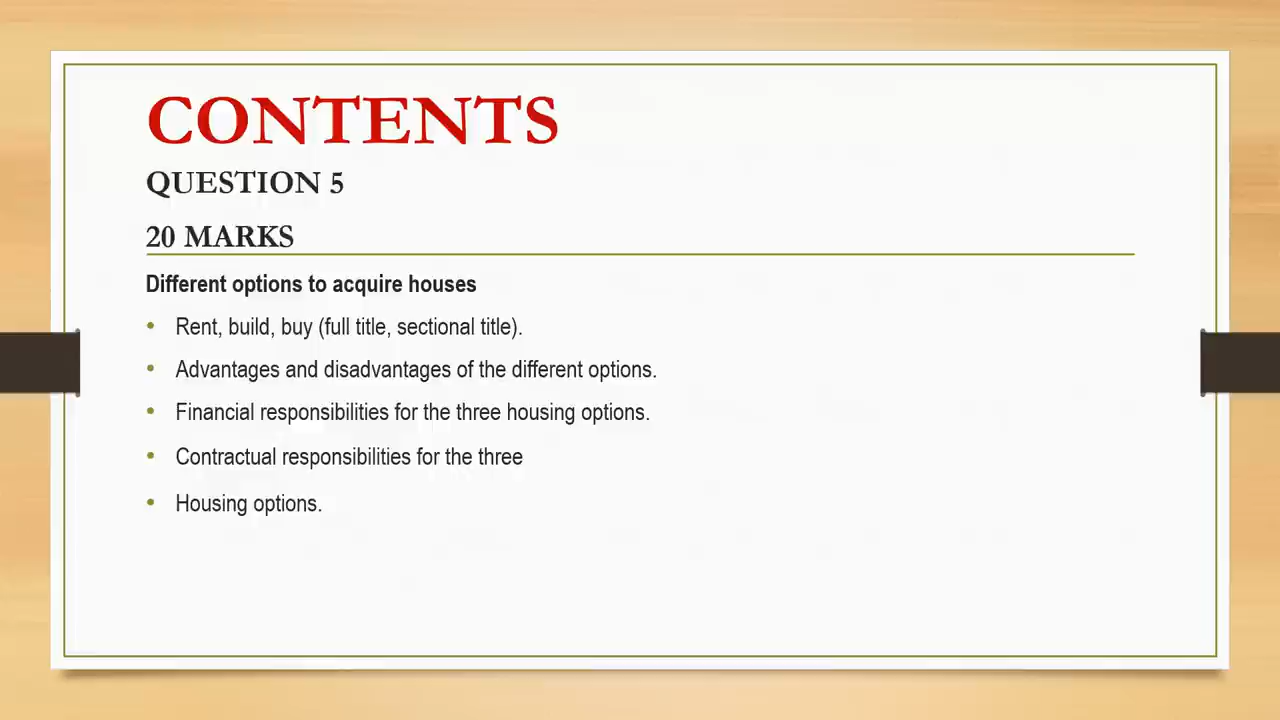 CONTENTS
QUESTION 5
20 MARKS
Different options to acquire houses
• Rent, build, buy (full title, sectional title).
• Advantages and disadvantages of the different options.
• Financial responsibilities for the three housing options.
• Contractual responsibilities for the three
• Housing options.